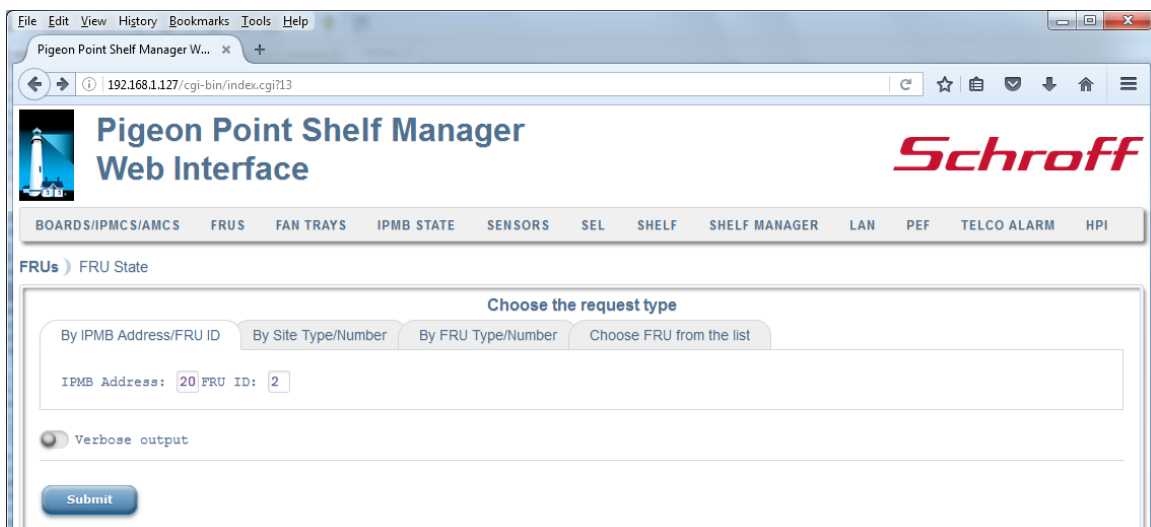 File Edit View History Bookmarks Tools Help
Pigeon Point Shelf Manager W... × +
192.168.1.127/cgi-bin/index.cgi?13
Pigeon Point Shelf Manager
Web Interface
Schroff
BOARDS/IPMCS/AMCS FRUS FAN TRAYS IPMB STATE SENSORS SEL SHELF SHELF MANAGER LAN PEF TELCO ALARM HPI
FRUs ) FRU State
Choose the request type
By IPMB Address/FRU ID By Site Type/Number By FRU Type/Number Choose FRU from the list
IPMB Address: 20 FRU ID: 2
Verbose output
Submit